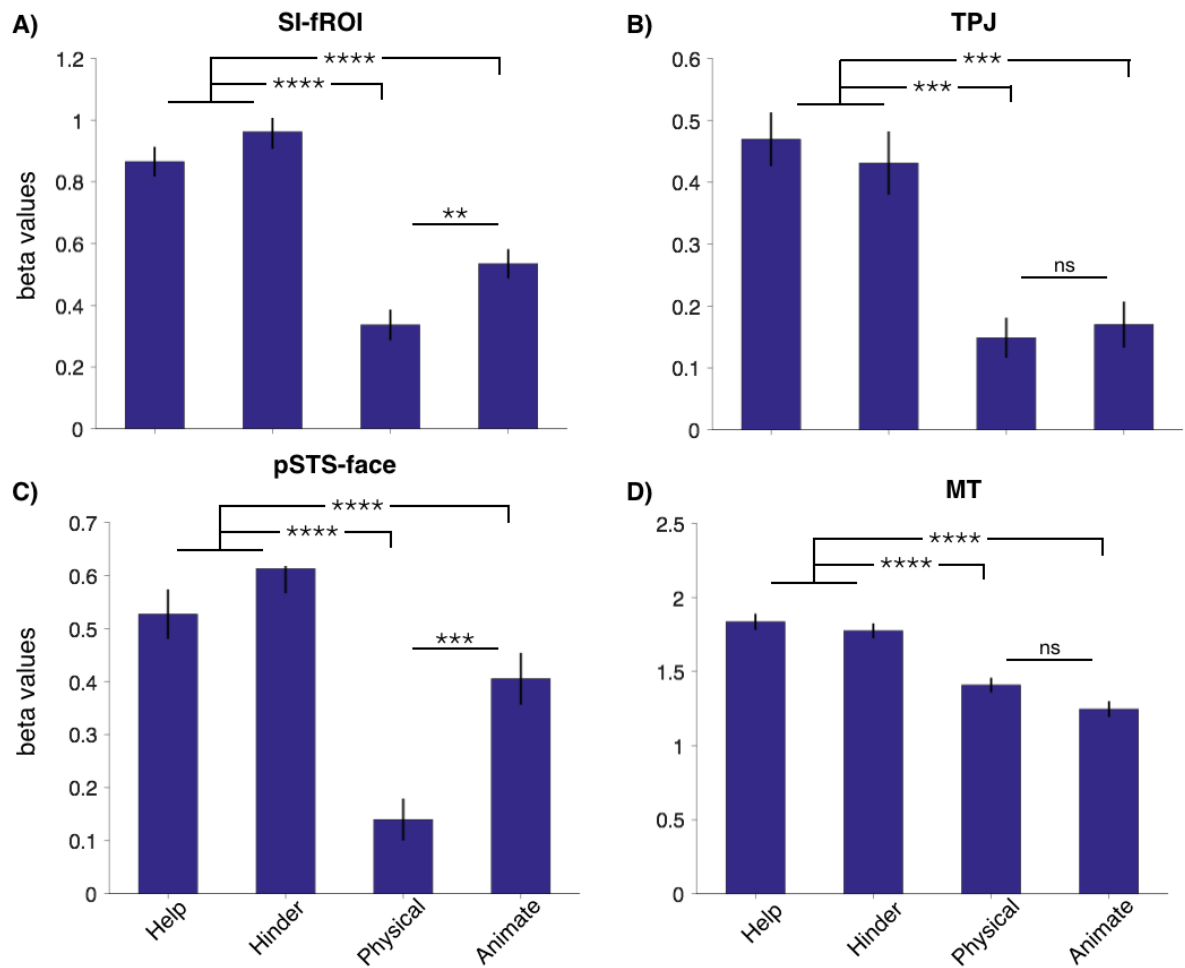 A)
SI-fROI
1.2
1
0.8
0.6
0.4
0.2
0
beta values
****
****
**
B)
TPJ
0.6
0.5
0.4
0.3
0.2
0.1
0
***
***
ns
C)
pSTS-face
0.7
0.6
0.5
0.4
0.3
0.2
0.1
0
beta values
****
****
***
Help
Hinder
Physical
Animate
D)
MT
2.5
2
1.5
1
0.5
0
****
****
ns
Help
Hinder
Physical
Animate